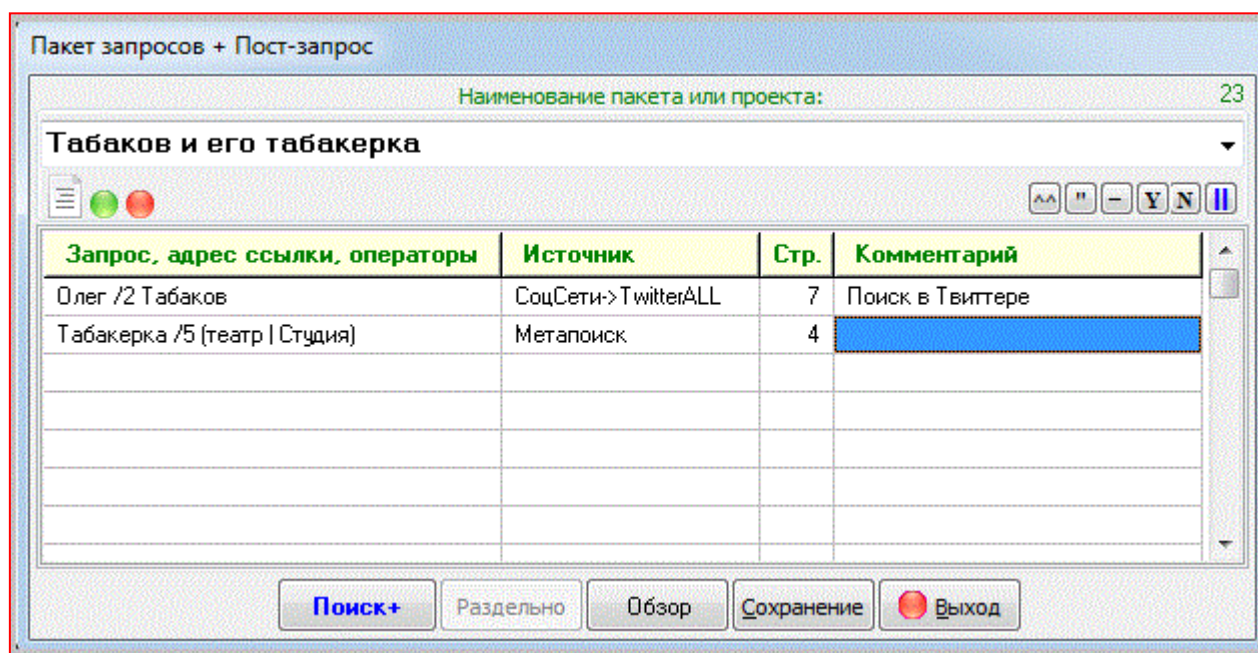 Пакет запросов + Пост-запрос
Наименование пакета или проекта: 23
Табаков и его табакерка
^^ " – Y N ||
Запрос, адрес ссылки, операторы Источник Стр. Комментарий
Олег /2 Табаков СоцСети->TwitterALL 7 Поиск в Твиттере
Табакерка /5 (театр | Студия) Метапоиск 4
Поиск+ Раздельно Обзор Сохранение Выход